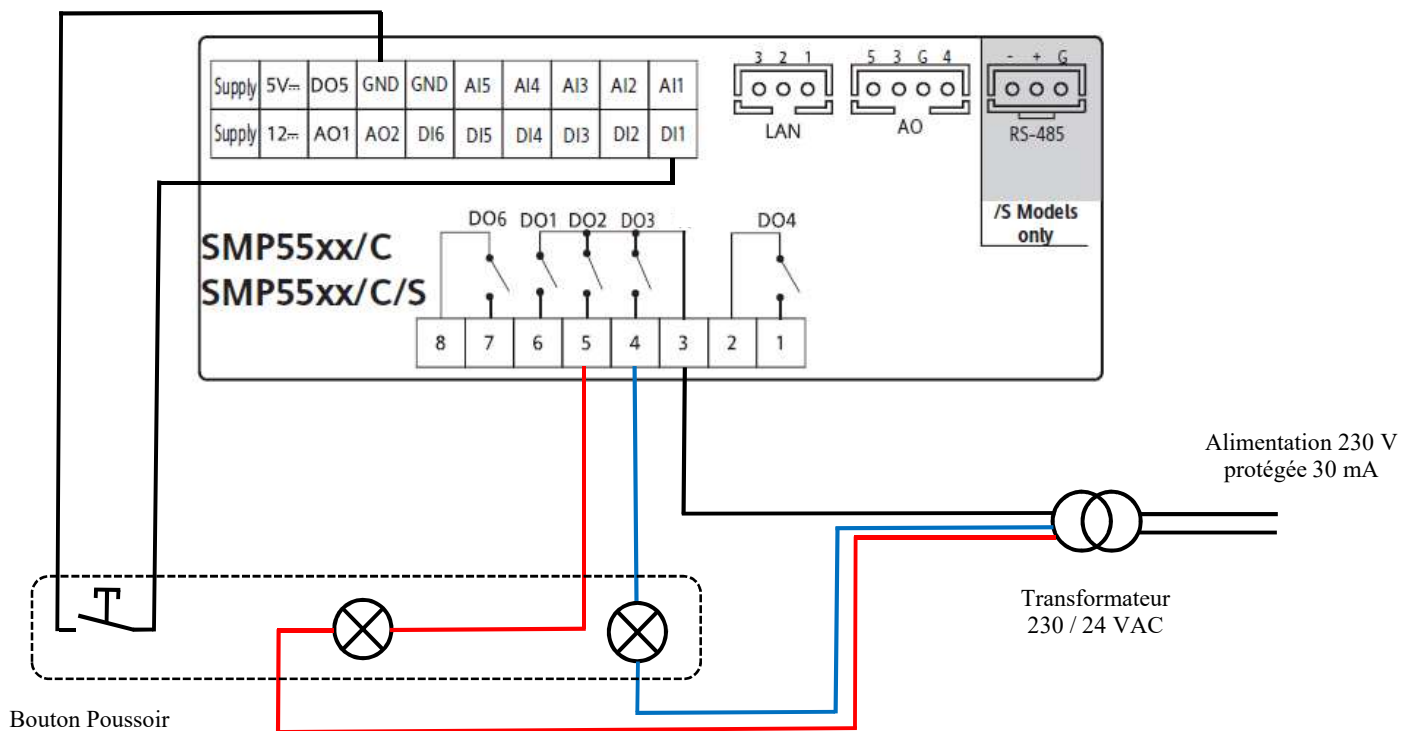 3 2 1
5 3 G 4
- + G
Supply 5V⎓ DO5 GND GND AI5 AI4 AI3 AI2 AI1
Supply 12⎓ AO1 AO2 DI6 DI5 DI4 DI3 DI2 DI1
LAN
AO
RS-485
/S Models
only
DO6 DO1 DO2 DO3 DO4
SMP55xx/C
SMP55xx/C/S
8 7 6 5 4 3 2 1
Alimentation 230 V
protégée 30 mA
Transformateur
230 / 24 VAC
Bouton Poussoir